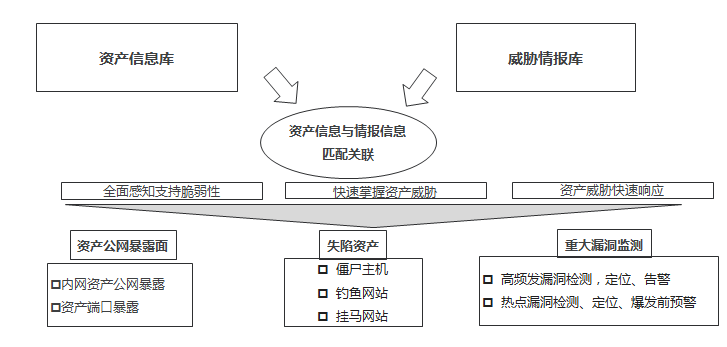 资产信息库
威胁情报库
资产信息与情报信息
匹配关联
全面感知支持脆弱性
快速掌握资产威胁
资产威胁快速响应
资产公网暴露面
内网资产公网暴露
资产端口暴露
失陷资产
僵尸主机
钓鱼网站
挂马网站
重大漏洞监测
高频发漏洞检测，定位、告警
热点漏洞检测、定位、爆发前预警